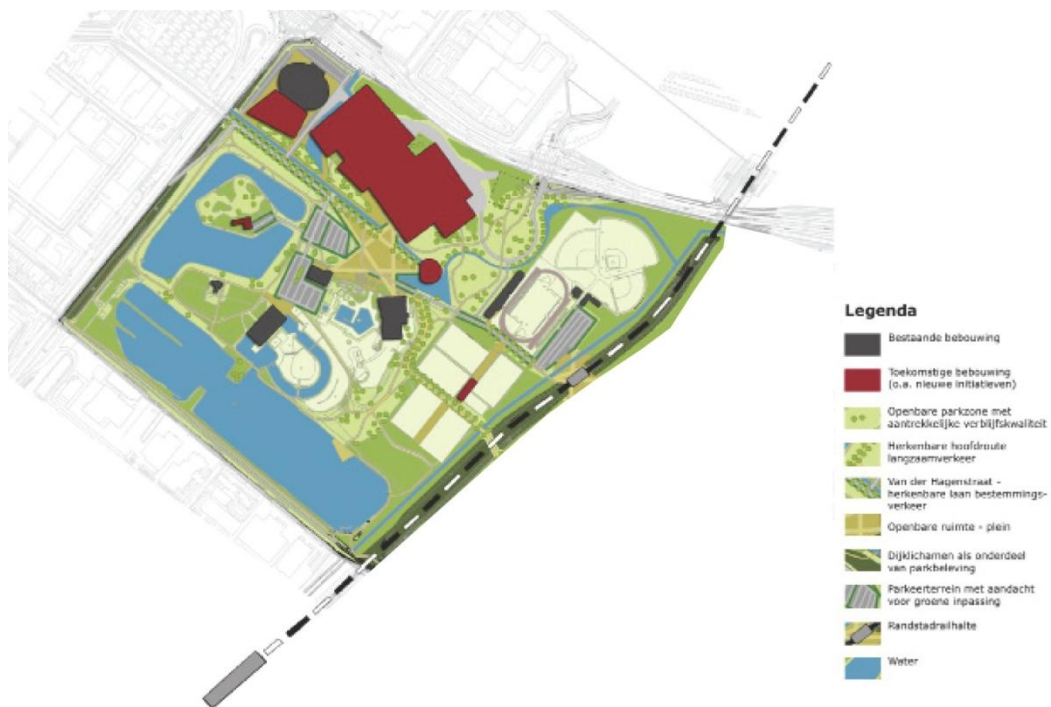 Legenda
Bestaande bebouwing
Toekomstige bebouwing
(o.a. nieuwe initiatieven)
Openbare parkzone met
aantrekkelijke verblijfskwaliteit
Herkenbare hoofdroute
langzaamverkeer
Van der Hagenstraat -
herkenbare laan bestemmings-
verkeer
Openbare ruimte - plein
Dijklichamen als onderdeel
van parkbeleving
Parkeerterrein met aandacht
voor groene inpassing
Randstadrailhalte
Water